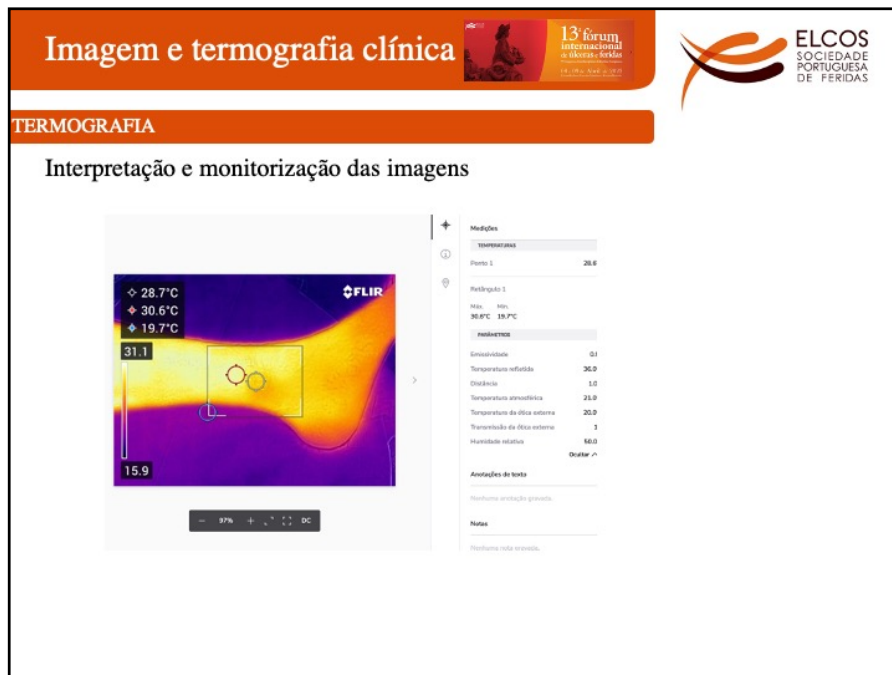 Imagem e termografia clínica
13º fórum
internacional
de úlceras e feridas
ELCOS
SOCIEDADE
PORTUGUESA
DE FERIDAS
TERMOGRAFIA
Interpretação e monitorização das imagens
28.7°C
30.6°C
19.7°C
FLIR
31.1
15.9
97%
DC
Medições
TEMPERATURAS
Ponto 1 28.6
Retângulo 1
Máx. Min.
30.6°C 19.7°C
PARÂMETROS
Emissividade
Temperatura refletida
Distância 1.0
Temperatura atmosférica 21.0
Temperatura da ótica externa 20.0
Transmissão da ótica externa 1
Humidade relativa 50.0
Ocultar
Anotações de texto
Nenhuma anotação gravada.
Notas
Nenhuma nota gravada.